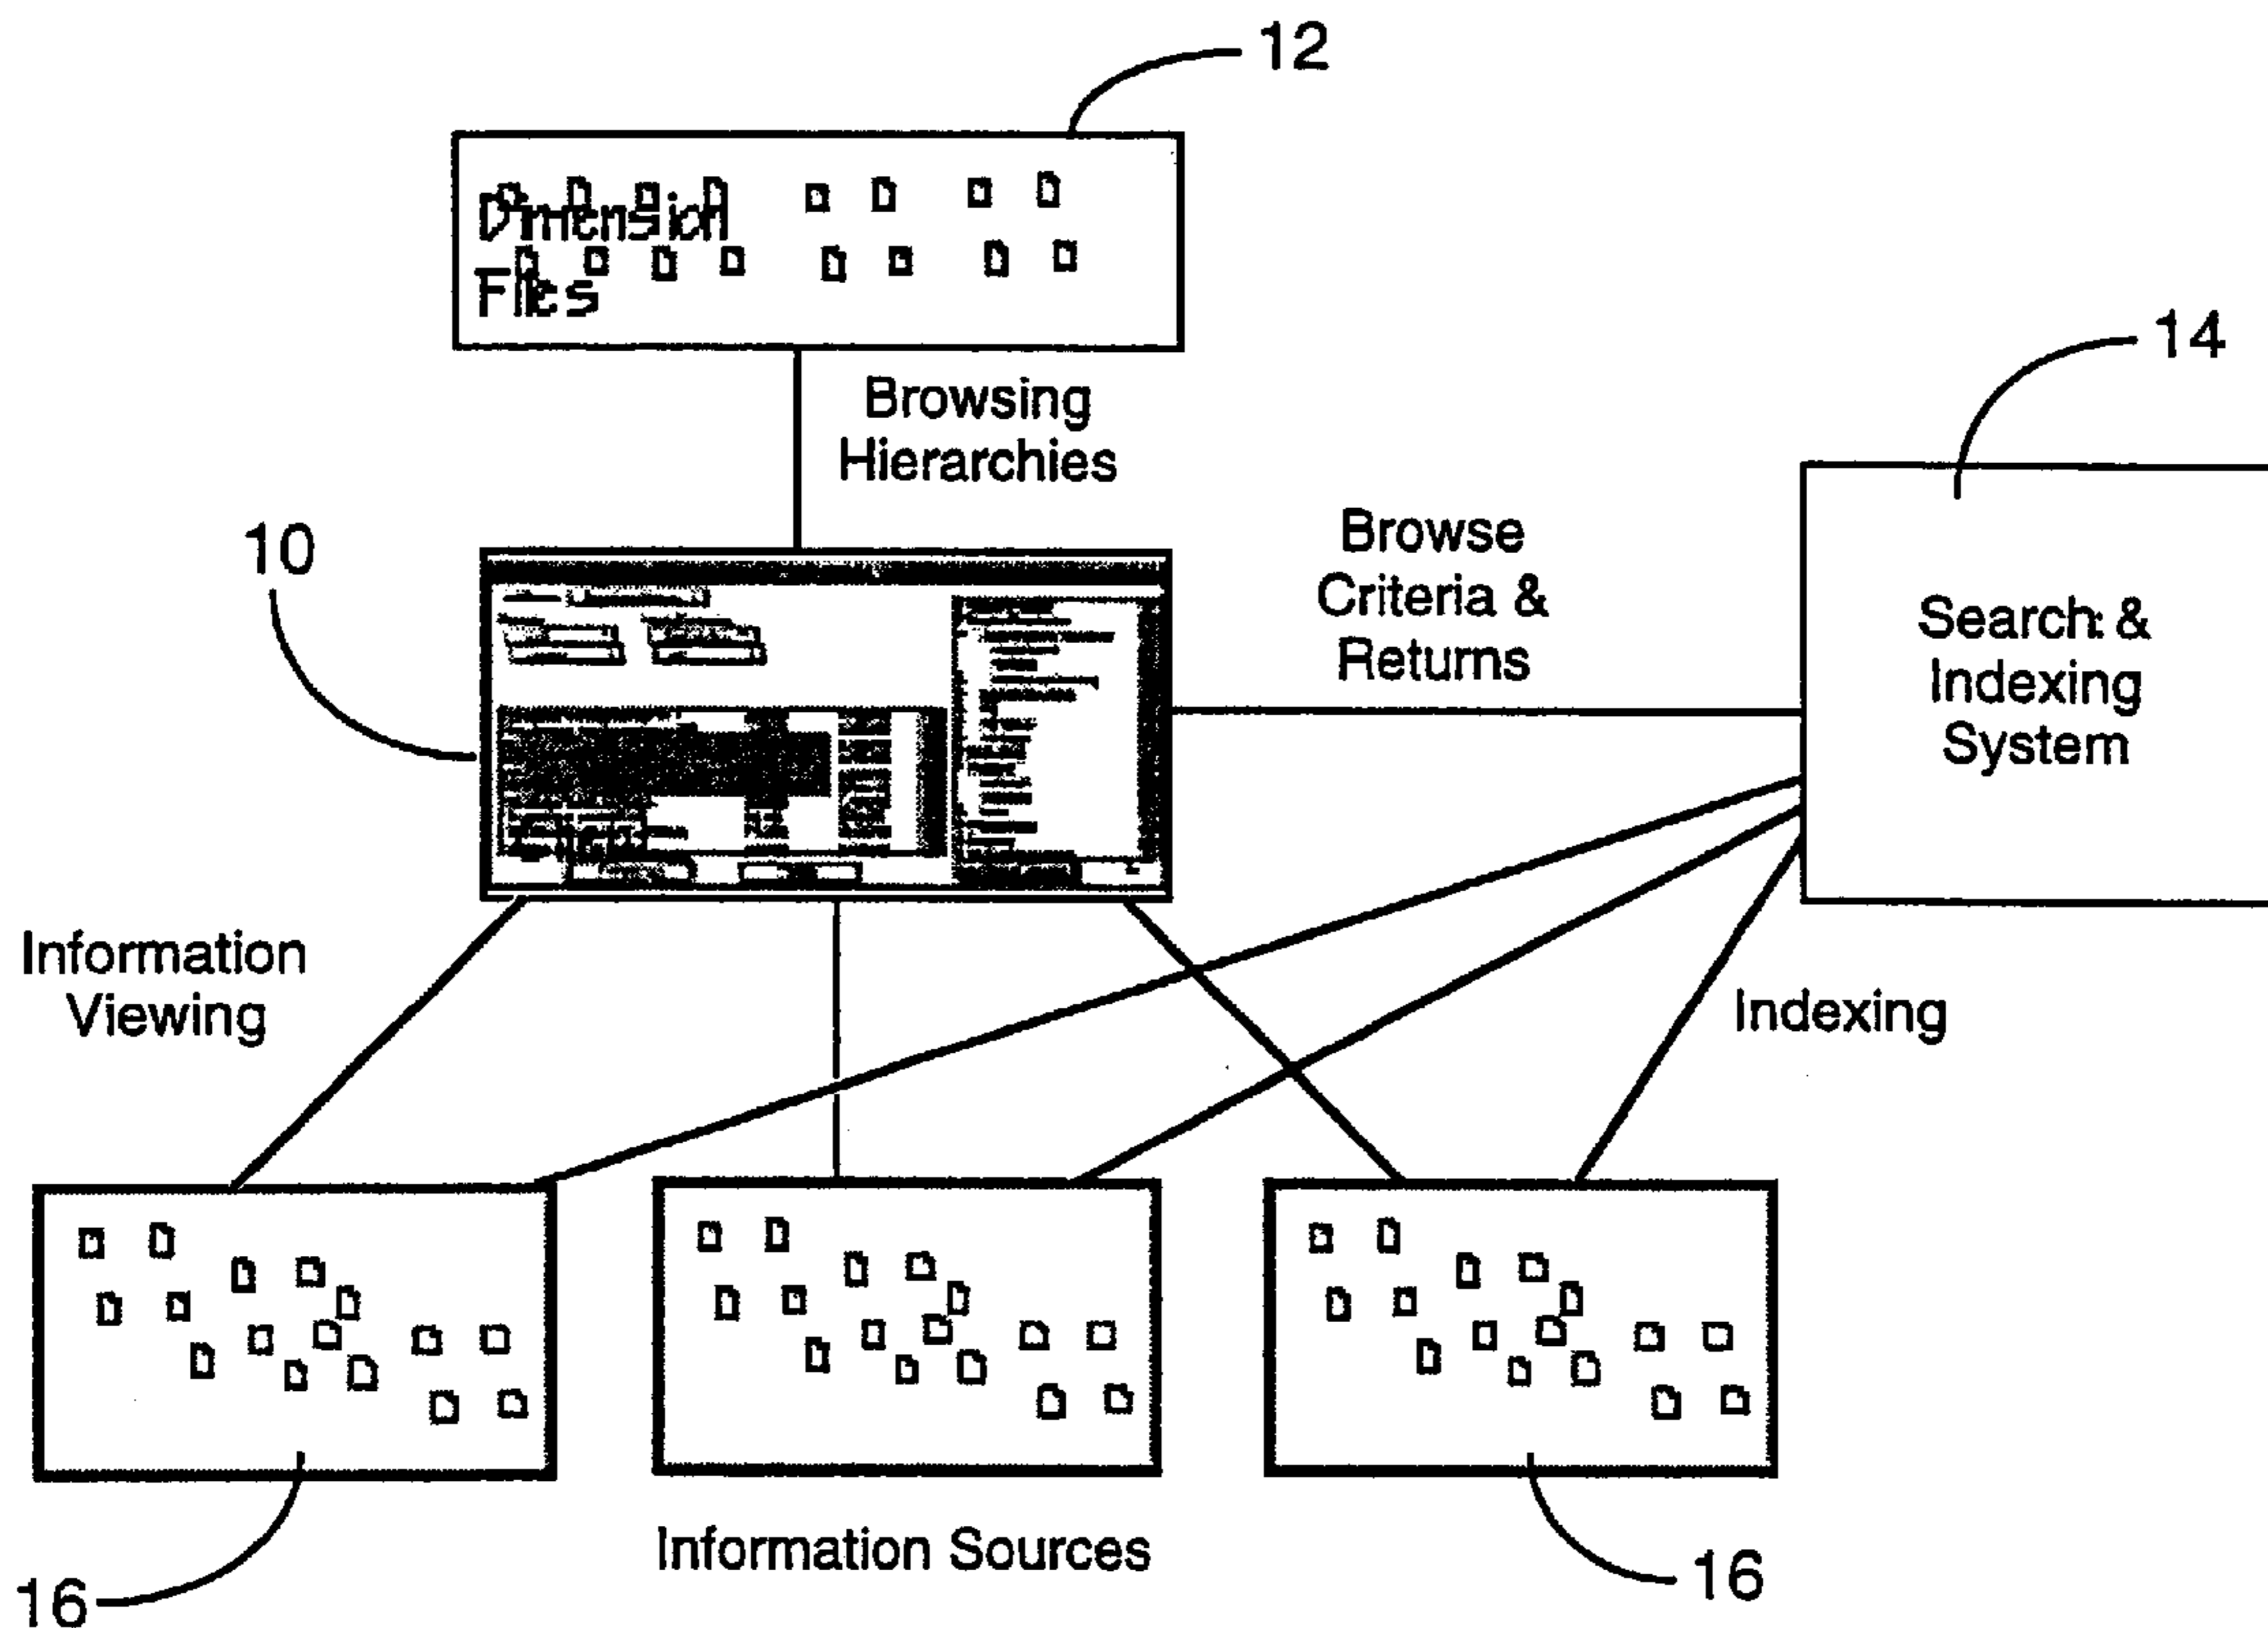 12
Dimension
Files
14
Browsing
Hierarchies
10
Browse
Criteria &
Returns
Search &
Indexing
System
Information
Viewing
Indexing
Information Sources
16
16